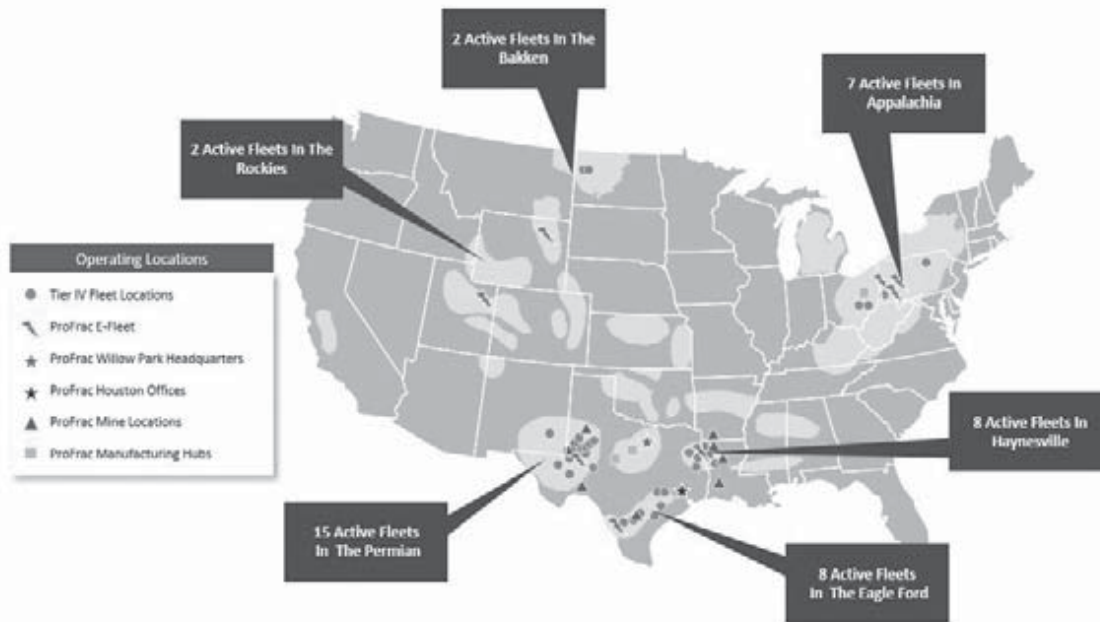 2 Active Fleets In The
Bakken
7 Active Fleets In
Appalachia
2 Active Fleets In The
Rockies
Operating Locations
Tier IV Fleet Locations
ProFrac E-Fleet
ProFrac Willow Park Headquarters
ProFrac Houston Offices
ProFrac Mine Locations
ProFrac Manufacturing Hubs
8 Active Fleets In
Haynesville
15 Active Fleets
In The Permian
8 Active Fleets
In The Eagle Ford